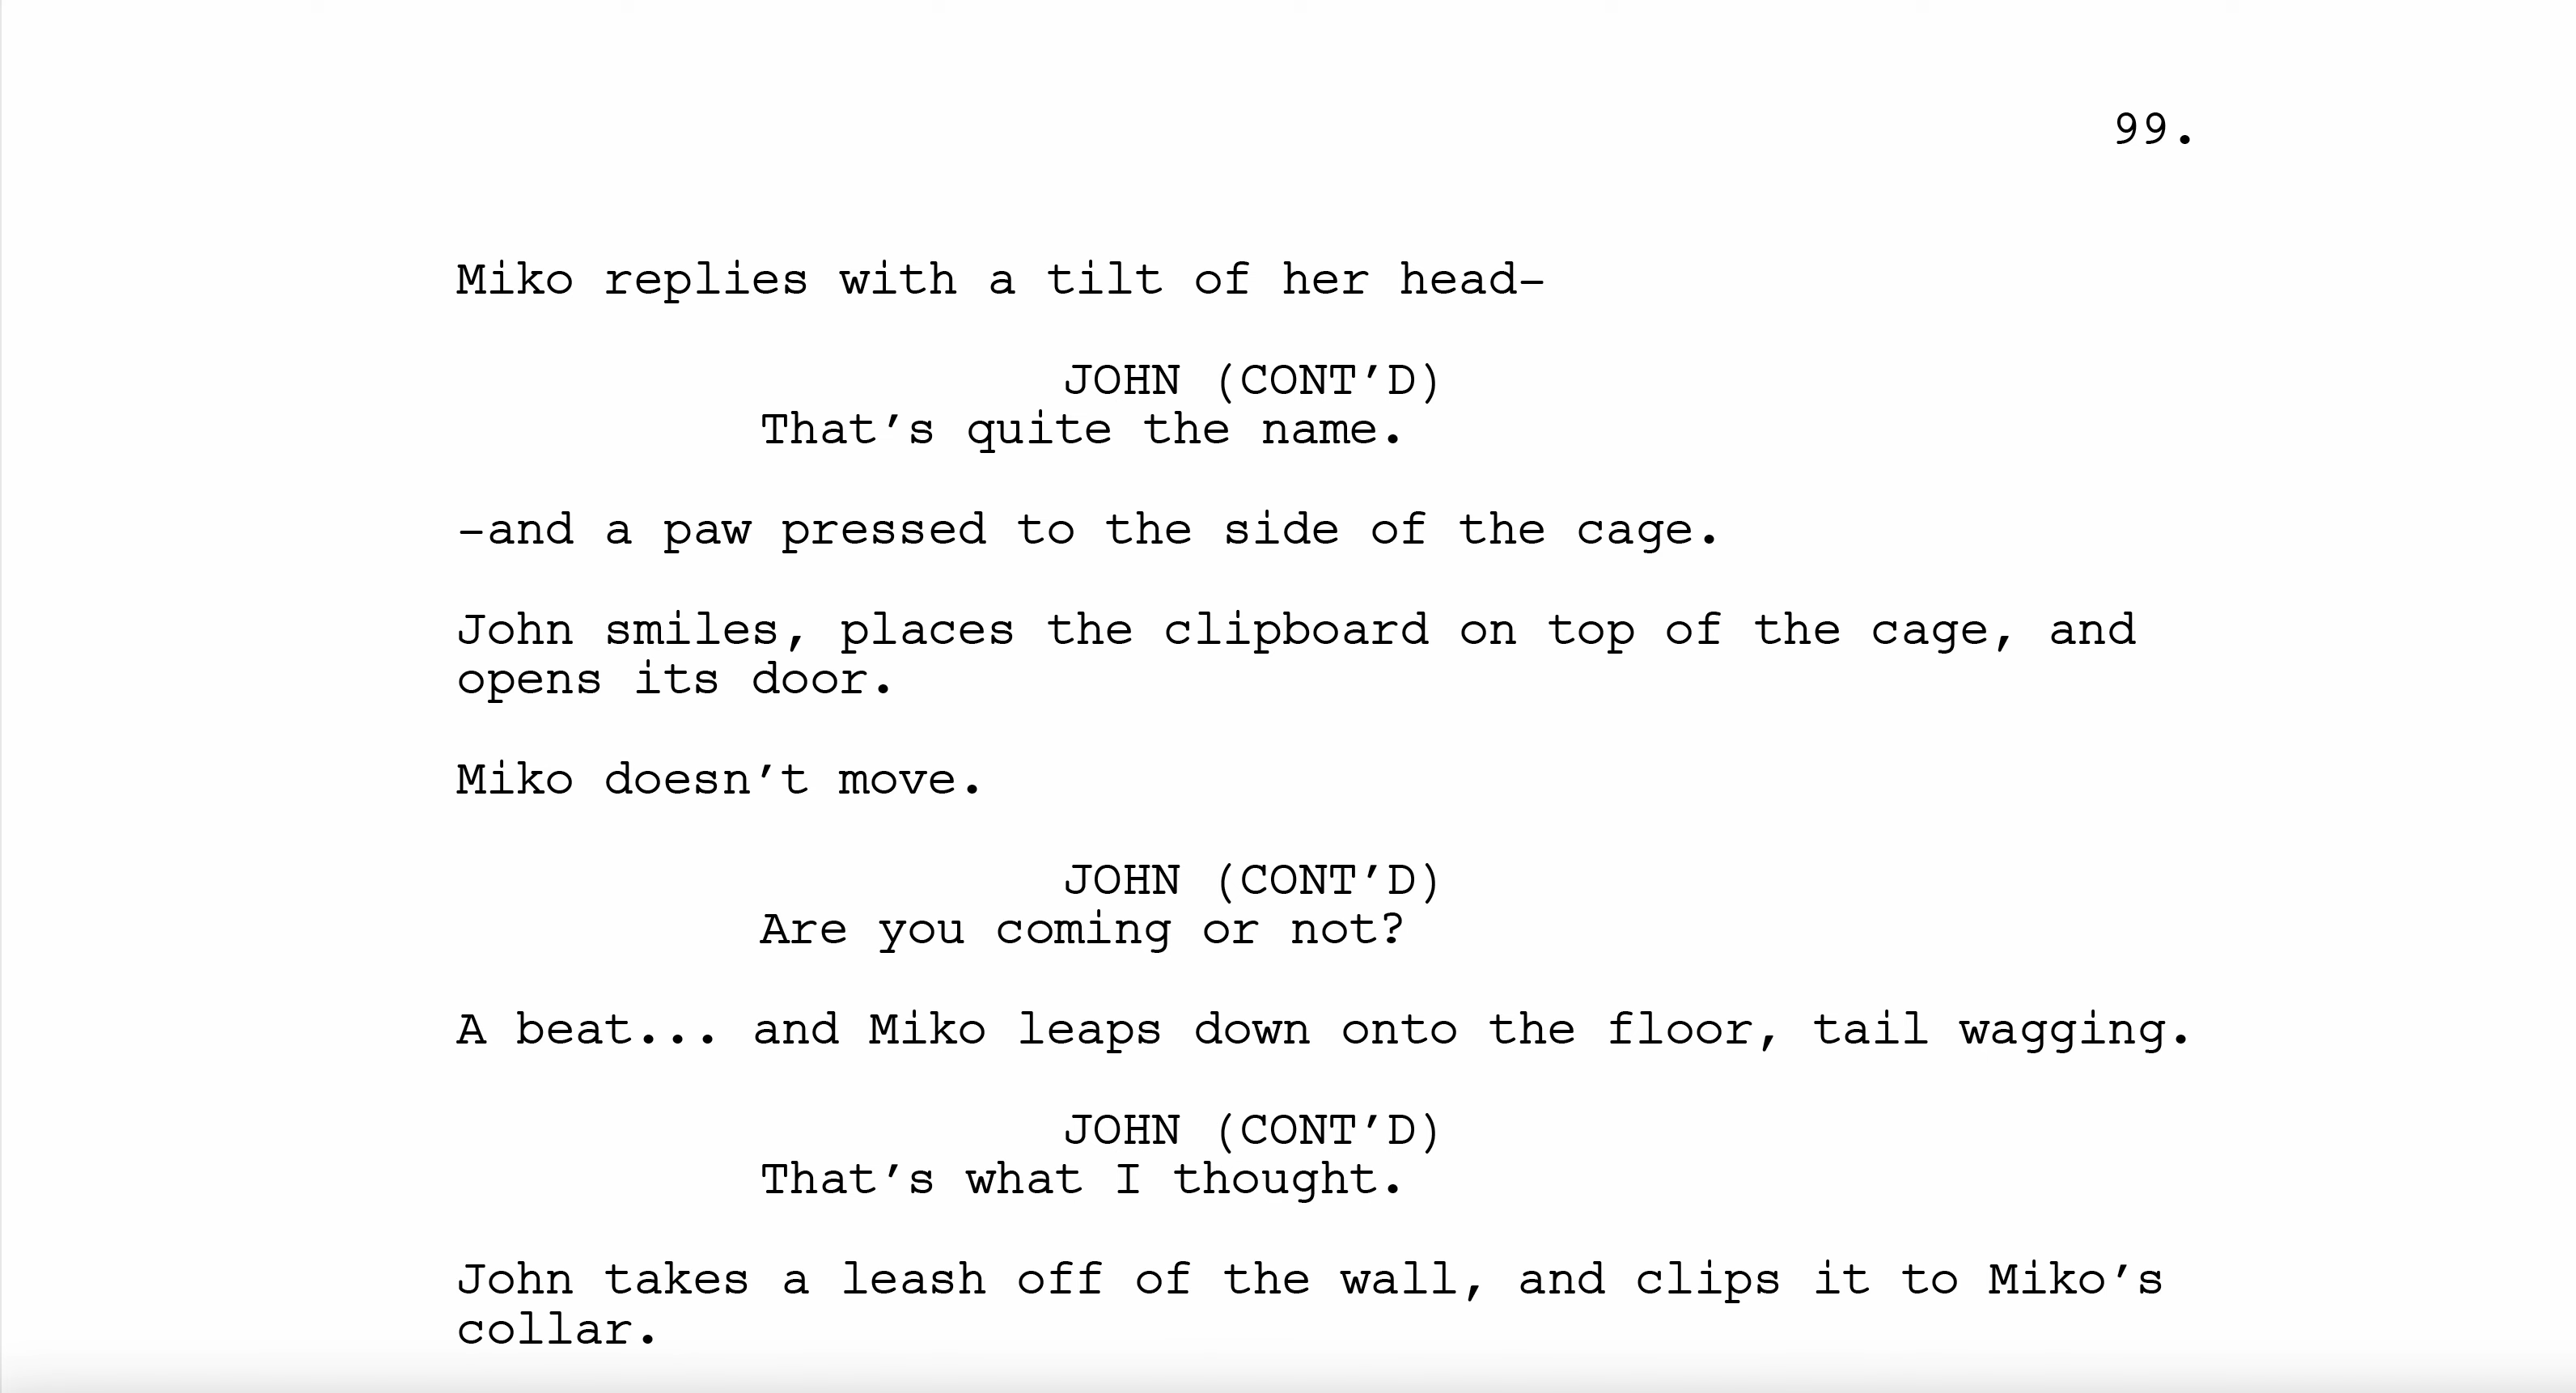 99.
Miko replies with a tilt of her head-
JOHN (CONT’D)
That’s quite the name.
-and a paw pressed to the side of the cage.
John smiles, places the clipboard on top of the cage, and
opens its door.
Miko doesn’t move.
JOHN (CONT’D)
Are you coming or not?
A beat... and Miko leaps down onto the floor, tail wagging.
JOHN (CONT’D)
That’s what I thought.
John takes a leash off of the wall, and clips it to Miko’s
collar.